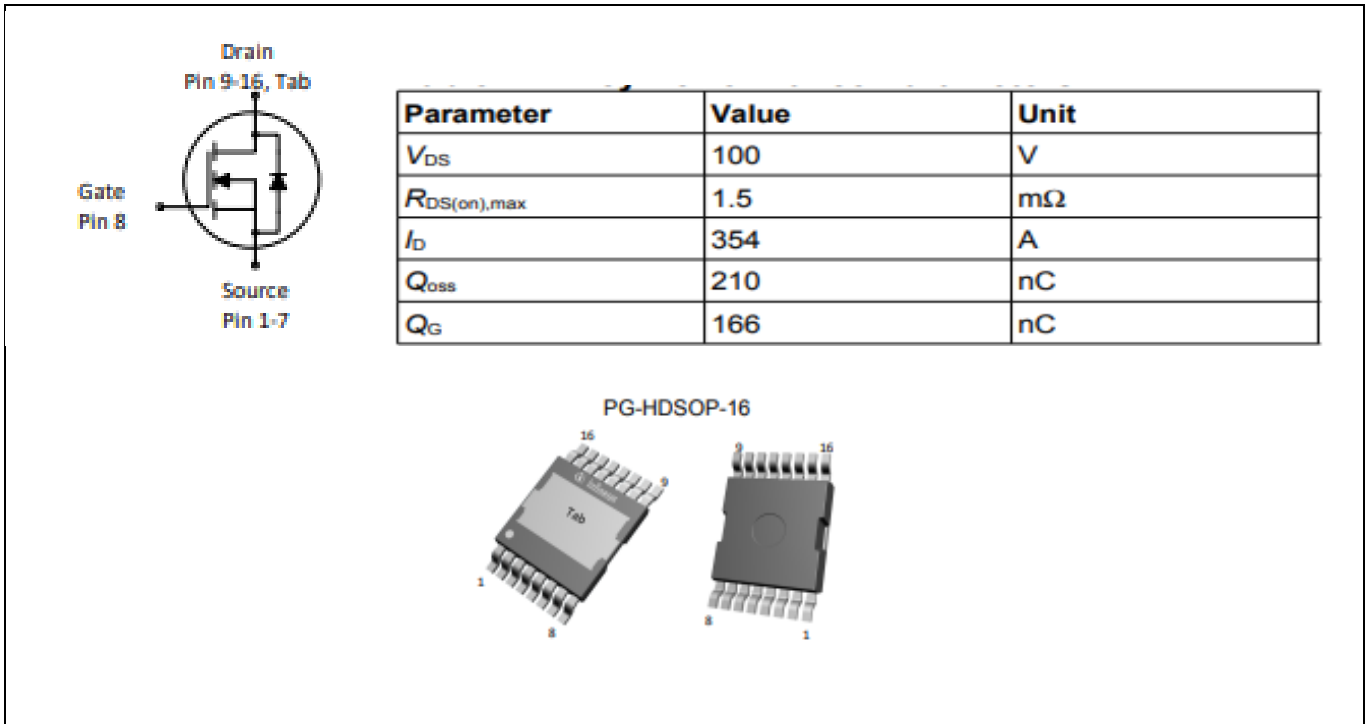 Drain
Pin 9-16, Tab
Gate
Pin 8
Source
Pin 1-7
Parameter Value Unit
VDS 100 V
RDS(on),max 1.5 mΩ
ID 354 A
Qoss 210 nC
QG 166 nC
PG-HDSOP-16
16
9
Infineon
Tab
1
8
9
16
8
1